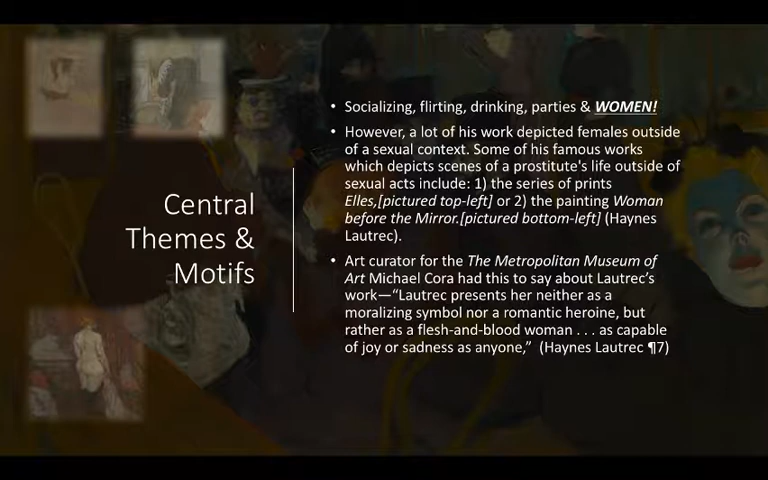 Central
Themes &
Motifs
• Socializing, flirting, drinking, parties & WOMEN!
• However, a lot of his work depicted females outside
of a sexual context. Some of his famous works
which depicts scenes of a prostitute's life outside of
sexual acts include: 1) the series of prints
Elles,[pictured top-left] or 2) the painting Woman
before the Mirror.[pictured bottom-left] (Haynes
Lautrec).
• Art curator for the The Metropolitan Museum of
Art Michael Cora had this to say about Lautrec's
work—“Lautrec presents her neither as a
moralizing symbol nor a romantic heroine, but
rather as a flesh-and-blood woman . . . as capable
of joy or sadness as anyone,” (Haynes Lautrec ¶7)